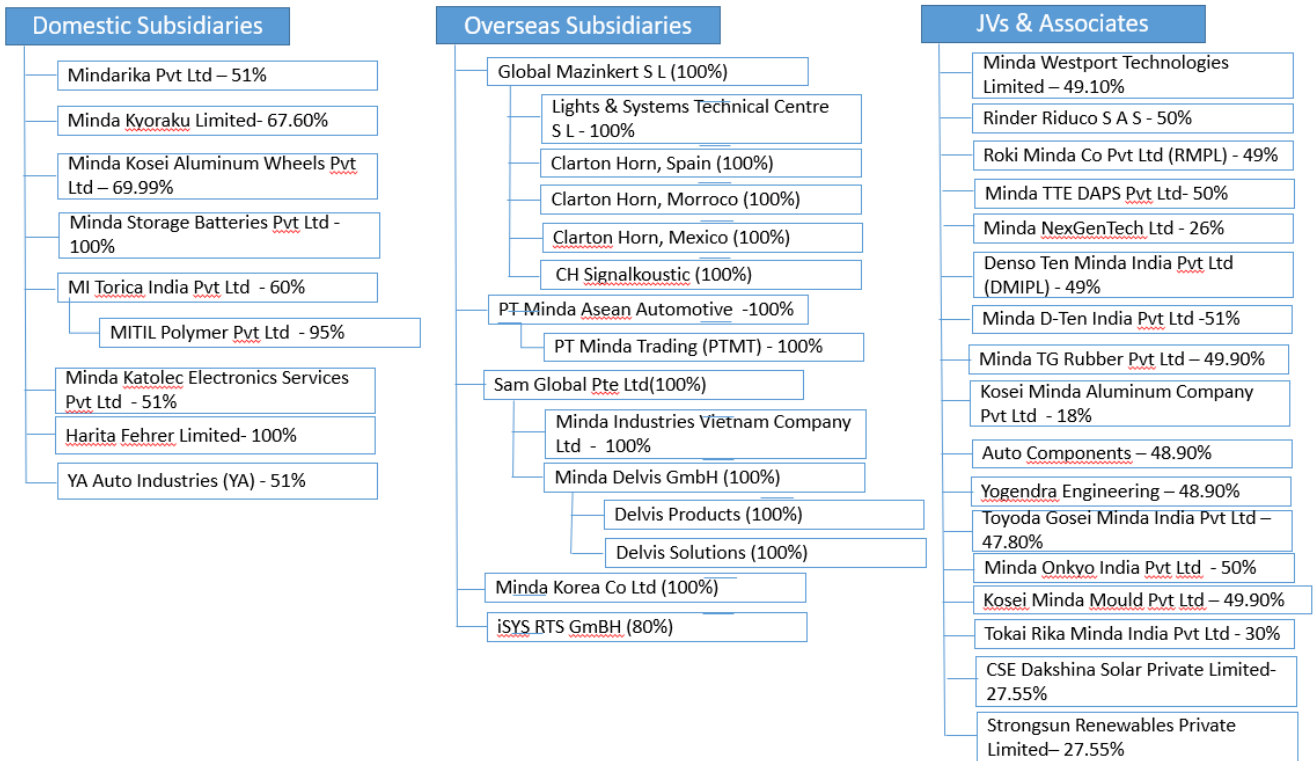 Domestic Subsidiaries
Mindarika Pvt Ltd – 51%
Minda Kyoraku Limited- 67.60%
Minda Kosei Aluminum Wheels Pvt
Ltd – 69.99%
Minda Storage Batteries Pvt Ltd -
100%
MI Torica India Pvt Ltd - 60%
MITIL Polymer Pvt Ltd - 95%
Minda Katolec Electronics Services
Pvt Ltd - 51%
Harita Fehrer Limited- 100%
YA Auto Industries (YA) - 51%
Overseas Subsidiaries
Global Mazinkert S L (100%)
Lights & Systems Technical Centre
S L - 100%
Clarton Horn, Spain (100%)
Clarton Horn, Morroco (100%)
Clarton Horn, Mexico (100%)
CH Signalkoustic (100%)
PT Minda Asean Automotive -100%
PT Minda Trading (PTMT) - 100%
Sam Global Pte Ltd(100%)
Minda Industries Vietnam Company
Ltd - 100%
Minda Delvis GmbH (100%)
Delvis Products (100%)
Delvis Solutions (100%)
Minda Korea Co Ltd (100%)
iSYS RTS GmBH (80%)
JVs & Associates
Minda Westport Technologies
Limited – 49.10%
Rinder Riduco S A S - 50%
Roki Minda Co Pvt Ltd (RMPL) - 49%
Minda TTE DAPS Pvt Ltd- 50%
Minda NexGenTech Ltd - 26%
Denso Ten Minda India Pvt Ltd
(DMIPL) - 49%
Minda D-Ten India Pvt Ltd -51%
Minda TG Rubber Pvt Ltd – 49.90%
Kosei Minda Aluminum Company
Pvt Ltd - 18%
Auto Components – 48.90%
Yogendra Engineering – 48.90%
Toyoda Gosei Minda India Pvt Ltd –
47.80%
Minda Onkyo India Pvt Ltd - 50%
Kosei Minda Mould Pvt Ltd – 49.90%
Tokai Rika Minda India Pvt Ltd - 30%
CSE Dakshina Solar Private Limited-
27.55%
Strongsun Renewables Private
Limited– 27.55%